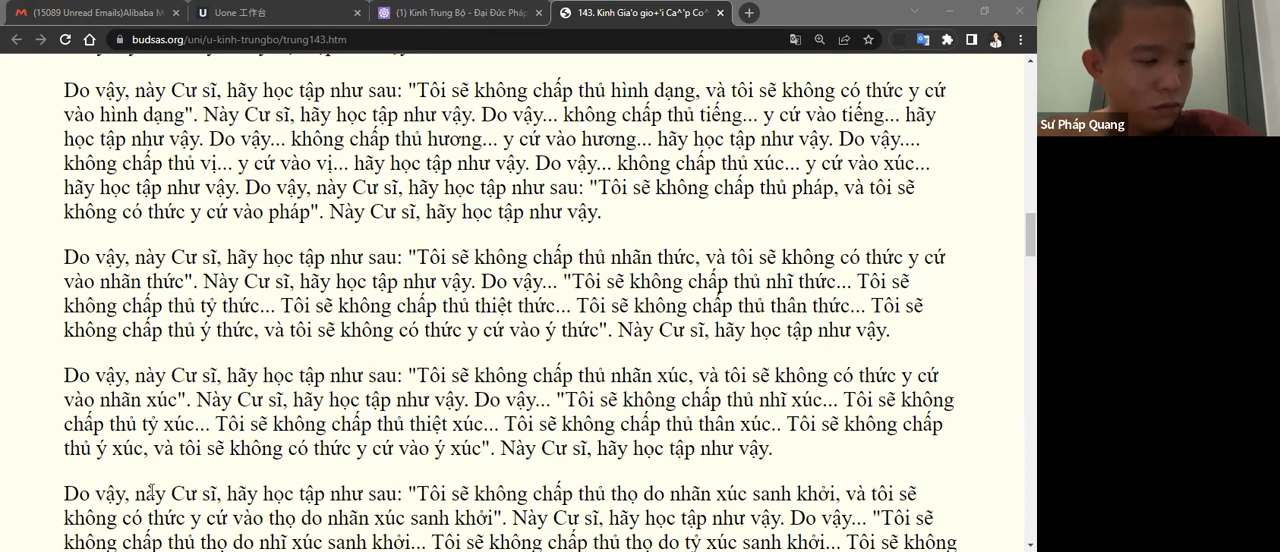 (15089 Unread Emails)Alibaba M
Uone 工作台
(1) Kinh Trung Bộ - Đại Đức Pháp
143. Kinh Gia'o gio+'i Ca^'p Co^
budsas.org/uni/u-kinh-trungbo/trung143.htm
Do vậy, này Cư sĩ, hãy học tập như sau: "Tôi sẽ không chấp thủ hình dạng, và tôi sẽ không có thức y cứ
vào hình dạng". Này Cư sĩ, hãy học tập như vậy. Do vậy... không chấp thủ tiếng... y cứ vào tiếng... hãy
học tập như vậy. Do vậy... không chấp thủ hương... y cứ vào hương... hãy học tập như vậy. Do vậy....
không chấp thủ vị... y cứ vào vị... hãy học tập như vậy. Do vậy... không chấp thủ xúc... y cứ vào xúc...
hãy học tập như vậy. Do vậy, này Cư sĩ, hãy học tập như sau: "Tôi sẽ không chấp thủ pháp, và tôi sẽ
không có thức y cứ vào pháp". Này Cư sĩ, hãy học tập như vậy.
Do vậy, này Cư sĩ, hãy học tập như sau: "Tôi sẽ không chấp thủ nhãn thức, và tôi sẽ không có thức y cứ
vào nhãn thức". Này Cư sĩ, hãy học tập như vậy. Do vậy... "Tôi sẽ không chấp thủ nhĩ thức... Tôi sẽ
không chấp thủ tỷ thức... Tôi sẽ không chấp thủ thiệt thức... Tôi sẽ không chấp thủ thân thức... Tôi sẽ
không chấp thủ ý thức, và tôi sẽ không có thức y cứ vào ý thức". Này Cư sĩ, hãy học tập như vậy.
Do vậy, này Cư sĩ, hãy học tập như sau: "Tôi sẽ không chấp thủ nhãn xúc, và tôi sẽ không có thức y cứ
vào nhãn xúc". Này Cư sĩ, hãy học tập như vậy. Do vậy... "Tôi sẽ không chấp thủ nhĩ xúc... Tôi sẽ không
chấp thủ tỷ xúc... Tôi sẽ không chấp thủ thiệt xúc... Tôi sẽ không chấp thủ thân xúc.. Tôi sẽ không chấp
thủ ý xúc, và tôi sẽ không có thức y cứ vào ý xúc". Này Cư sĩ, hãy học tập như vậy.
Do vậy, này Cư sĩ, hãy học tập như sau: "Tôi sẽ không chấp thủ thọ do nhãn xúc sanh khởi, và tôi sẽ
không có thức y cứ vào thọ do nhãn xúc sanh khởi". Này Cư sĩ, hãy học tập như vậy. Do vậy... "Tôi sẽ
không chấp thủ thọ do nhĩ xúc sanh khởi... Tôi sẽ không chấp thủ thọ do tỷ xúc sanh khởi... Tôi sẽ không
Sư Pháp Quang